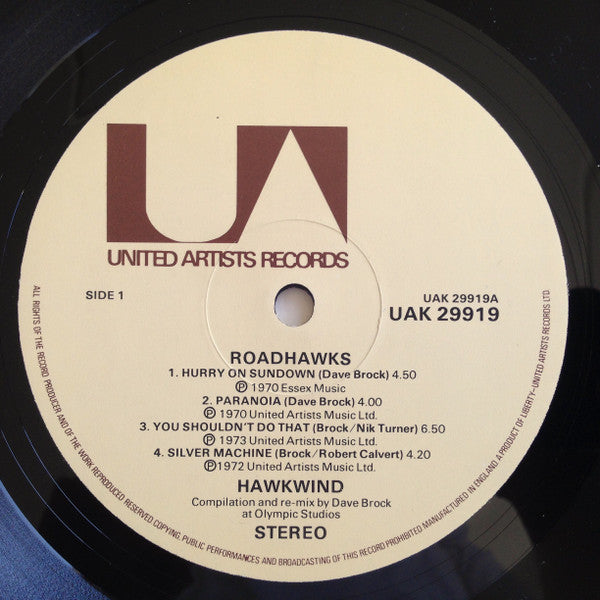 UA
UNITED ARTISTS RECORDS
SIDE 1
UAK 29919A
UAK 29919
ROADHAWKS
1. HURRY ON SUNDOWN (Dave Brock) 4.50
Ⓟ 1970 Essex Music
2. PARANOIA (Dave Brock) 4.00
Ⓟ 1970 United Artists Music Ltd.
3. YOU SHOULDN'T DO THAT (Brock/Nik Turner) 6.50
Ⓟ 1973 United Artists Music Ltd.
4. SILVER MACHINE (Brock/Robert Calvert) 4.20
Ⓟ1972 United Artists Music Ltd.
HAWKWIND
Compilation and re-mix by Dave Brock
at Olympic Studios
STEREO
ALL RIGHTS OF THE RECORD PRODUCER AND OF THE WORK REPRODUCED RESERVED COPYING, PUBLIC PERFORMANCES AND BROADCASTING OF THIS RECORD PROHIBITED MANUFACTURED IN ENGLAND. A PRODUCT OF LIBERTY-UNITED ARTISTS RECORDS LTD